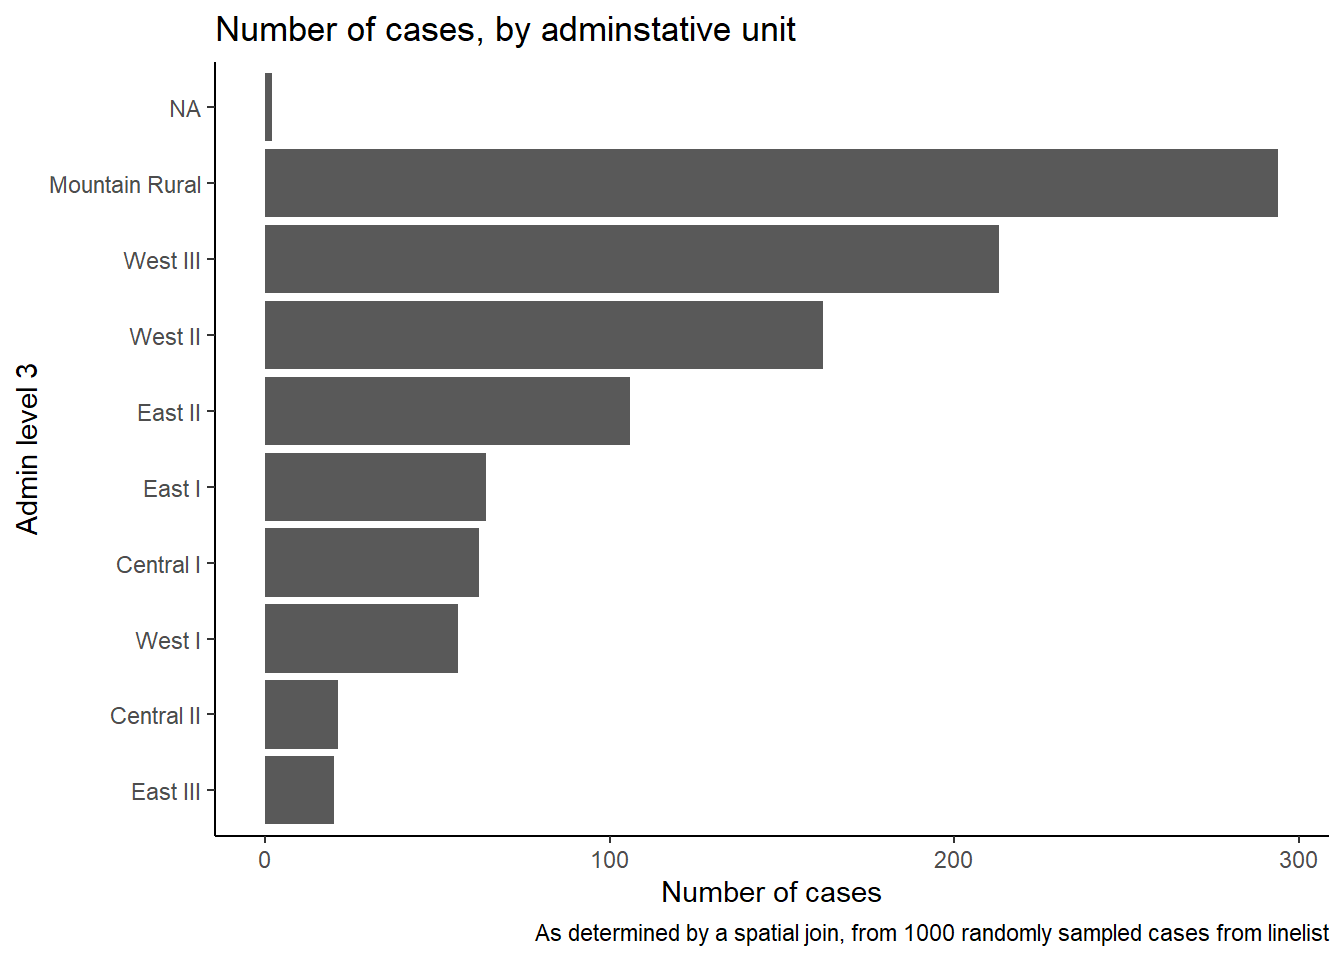 Number of cases, by adminstative unit
NA
Mountain Rural
West III
West II
East II
East I
Central I
West I
Central II
East III
Admin level 3
0 100 200 300
Number of cases
As determined by a spatial join, from 1000 randomly sampled cases from linelist